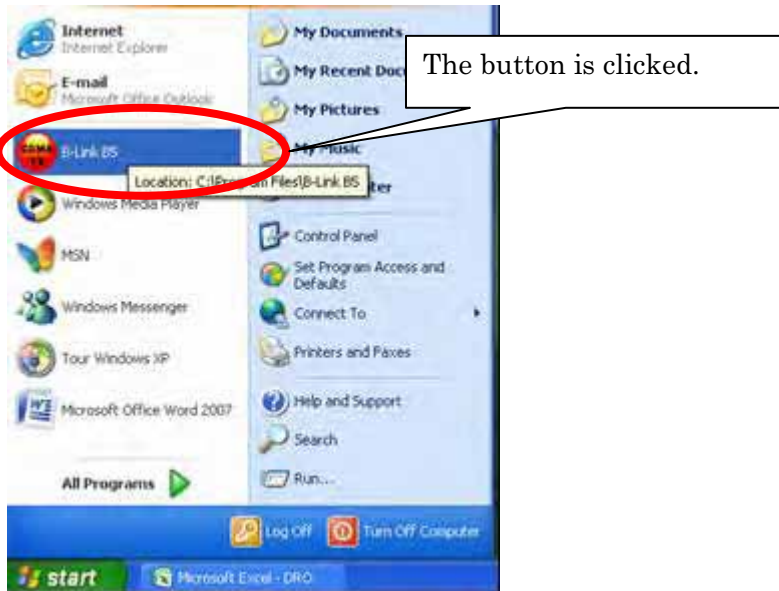 Internet
Internet Explorer
E-mail
Microsoft Office Outlook
B-Link BS
Location: C:\Program Files\B-Link BS
Windows Media Player
MSN
Windows Messenger
Tour Windows XP
Microsoft Office Word 2007
All Programs
My Documents
My Recent Doc
My Pictures
My Music
ter
Control Panel
Set Program Access and
Defaults
Connect To
Printers and Faxes
Help and Support
Search
Run...
The button is clicked.
Log Off
Turn Off Computer
start
Microsoft Excel - DRO